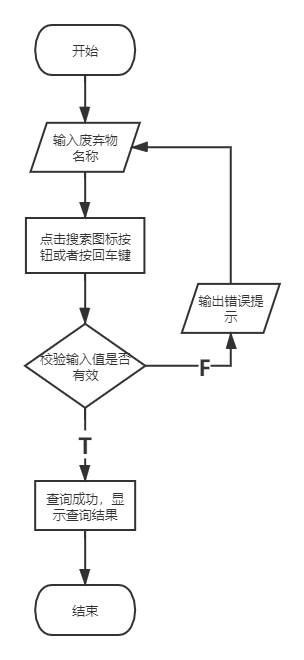 开始
输入废弃物
名称
点击搜索图标按
钮或者按回车键
输出错误提
示
校验输入值是否
有效
F
T
查询成功，显
示查询结果
结束